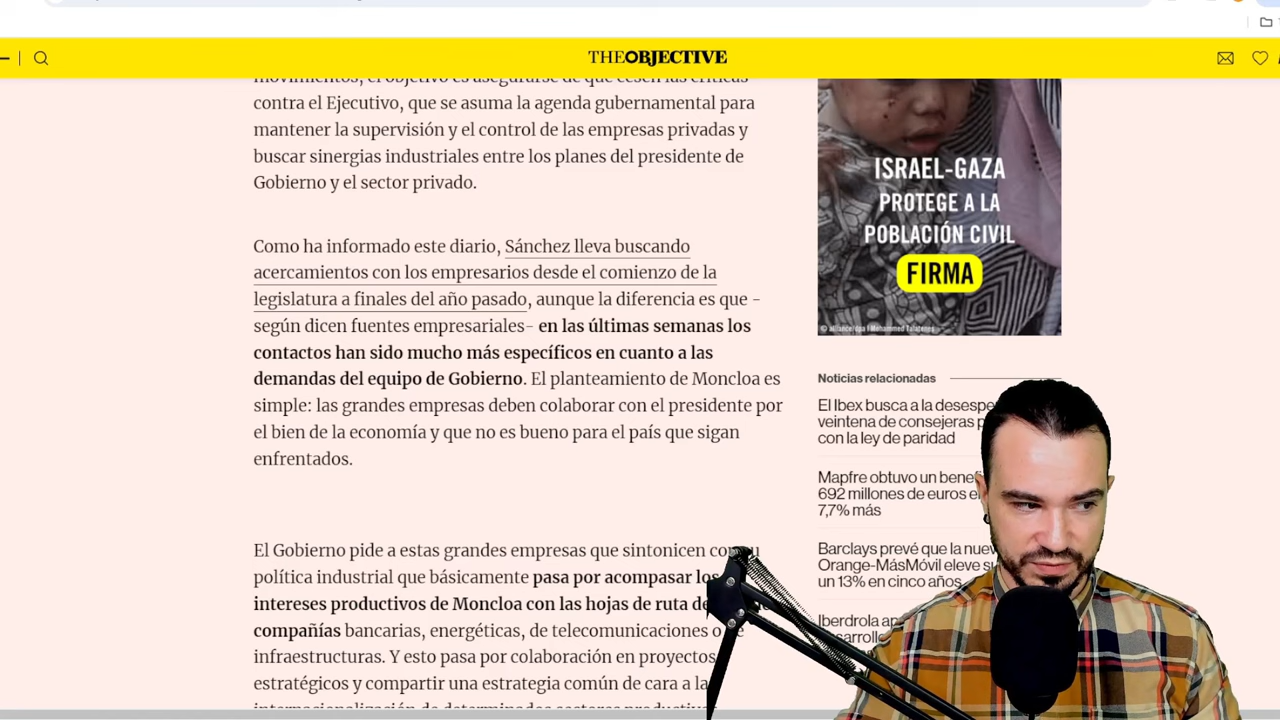 THE OBJECTIVE
contra el Ejecutivo, que se asuma la agenda gubernamental para
mantener la supervisión y el control de las empresas privadas y
buscar sinergias industriales entre los planes del presidente de
Gobierno y el sector privado.
Como ha informado este diario, Sánchez lleva buscando
acercamientos con los empresarios desde el comienzo de la
legislatura a finales del año pasado, aunque la diferencia es que -
según dicen fuentes empresariales- en las últimas semanas los
contactos han sido mucho más específicos en cuanto a las
demandas del equipo de Gobierno. El planteamiento de Moncloa es
simple: las grandes empresas deben colaborar con el presidente por
el bien de la economía y que no es bueno para el país que sigan
enfrentados.
El Gobierno pide a estas grandes empresas que sintonicen
política industrial que básicamente pasa por acompasar los
intereses productivos de Moncloa con las hojas de ruta
compañías bancarias, energéticas, de telecomunicaciones o
infraestructuras. Y esto pasa por colaboración en proyectos
estratégicos y compartir una estrategia común de cara a la
ISRAEL-GAZA
PROTEGE A LA
POBLACIÓN CIVIL
FIRMA
Noticias relacionadas
El Ibex busca a la
veintena de consejeras
con la ley de paridad
Mapfre obtuvo un
692 millones de euros
7,7% más
Barclays prevé que la
Orange-MásMóvil eleve
un 13% en cinco años
Iberdrola